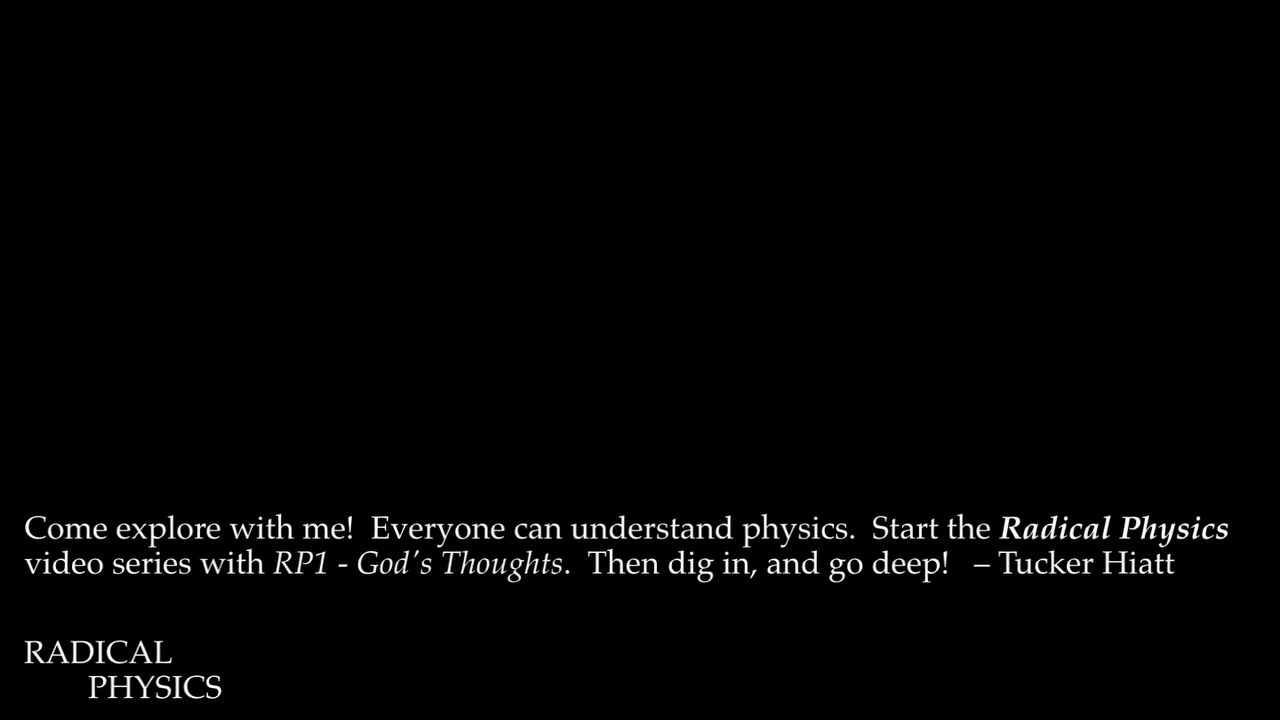 Come explore with me!  Everyone can understand physics.  Start the Radical Physics
video series with RP1 - God's Thoughts.  Then dig in, and go deep!   – Tucker Hiatt
RADICAL
PHYSICS